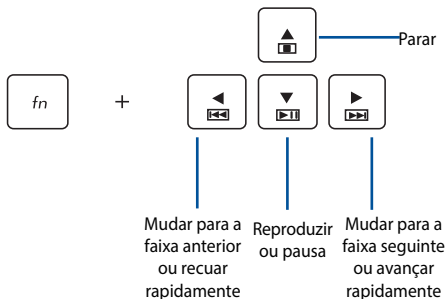 Parar
fn
+
Mudar para a
faixa anterior
ou recuar
rapidamente
Reproduzir
ou pausa
Mudar para a
faixa seguinte
ou avançar
rapidamente